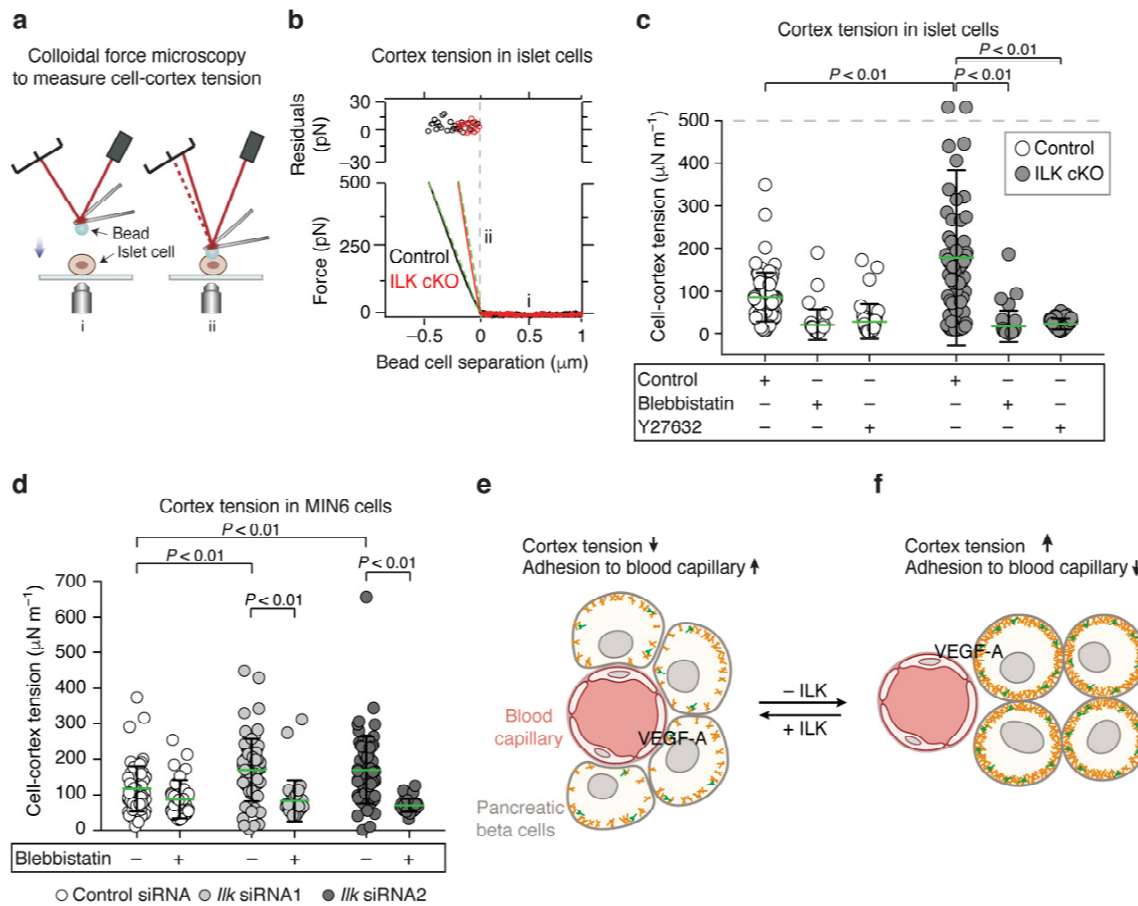 a
Colloidal force microscopy
to measure cell-cortex tension
Bead
Islet cell
i
ii
b
Cortex tension in islet cells
Residuals
(pN)
30
0
–30
Force (pN)
500
250
0
Control
ILK cKO
ii
i
–0.5
0
0.5
1
Bead cell separation (μm)
c
Cortex tension in islet cells
P < 0.01
P < 0.01
P < 0.01
Cell-cortex tension (μN m⁻¹)
500
400
300
200
100
0
Control
ILK cKO
Control + – – + – –
Blebbistatin – + – – + –
Y27632 – – + – – +
d
Cortex tension in MIN6 cells
P < 0.01
P < 0.01
P < 0.01
P < 0.01
Cell-cortex tension (μN m⁻¹)
700
600
500
400
300
200
100
0
Blebbistatin – + – + – +
Control siRNA Ilk siRNA1 Ilk siRNA2
e
Cortex tension
Adhesion to blood capillary
Blood
capillary
VEGF-A
Pancreatic
beta cells
– ILK
+ ILK
f
Cortex tension
Adhesion to blood capillary
VEGF-A